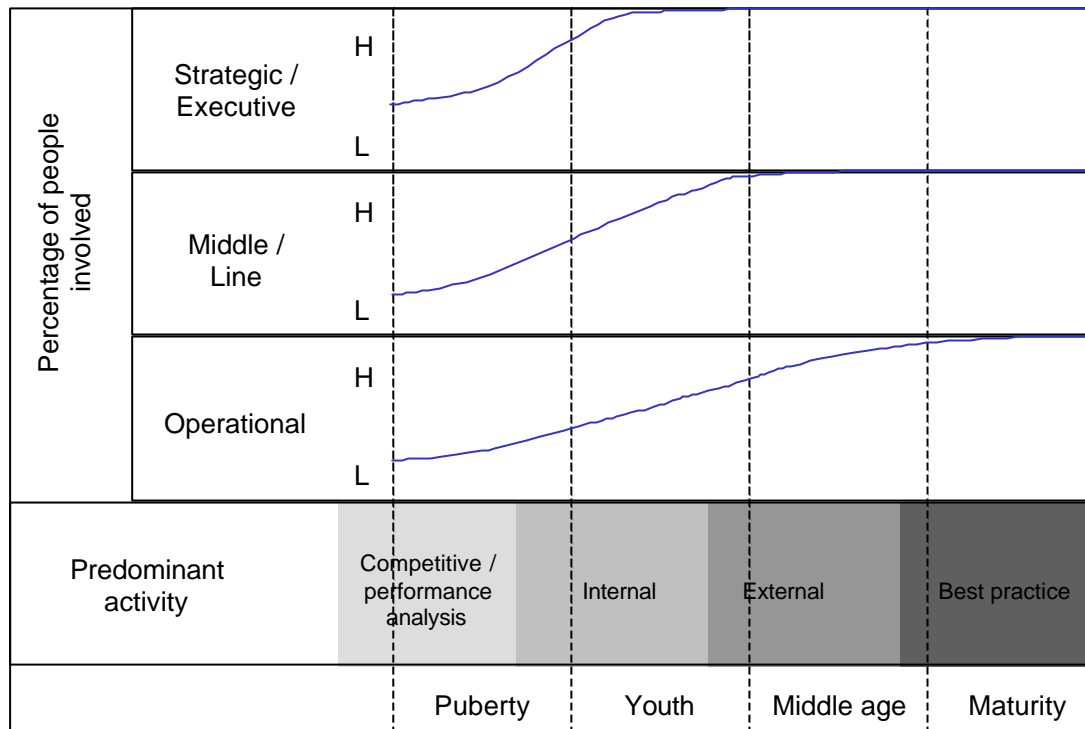 Percentage of people
involved
Strategic /
Executive
H
L
Middle /
Line
H
L
Operational
H
L
Predominant
activity
Competitive /
performance
analysis
Internal
External
Best practice
Puberty
Youth
Middle age
Maturity